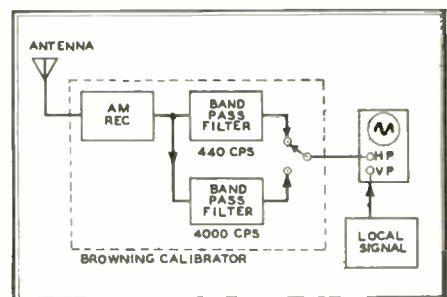 ANTENNA
AM
REC
BAND
PASS
FILTER
440 CPS
BAND
PASS
FILTER
4000 CPS
HP
VP
LOCAL
SIGNAL
BROWNING CALIBRATOR